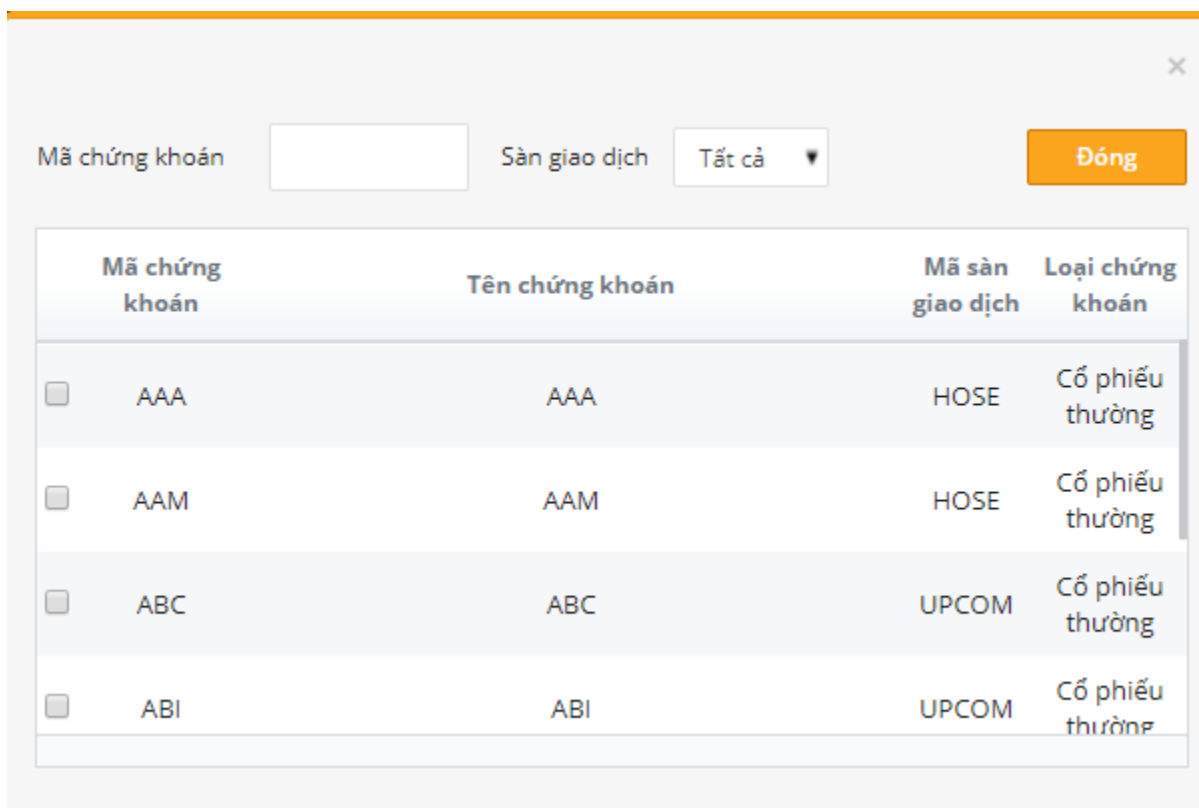 ×
Mã chứng khoán Sàn giao dịch Tất cả Đóng
Mã chứng khoán Tên chứng khoán Mã sàn giao dịch Loại chứng khoán
AAA AAA HOSE Cổ phiếu thường
AAM AAM HOSE Cổ phiếu thường
ABC ABC UPCOM Cổ phiếu thường
ABI ABI UPCOM Cổ phiếu thường